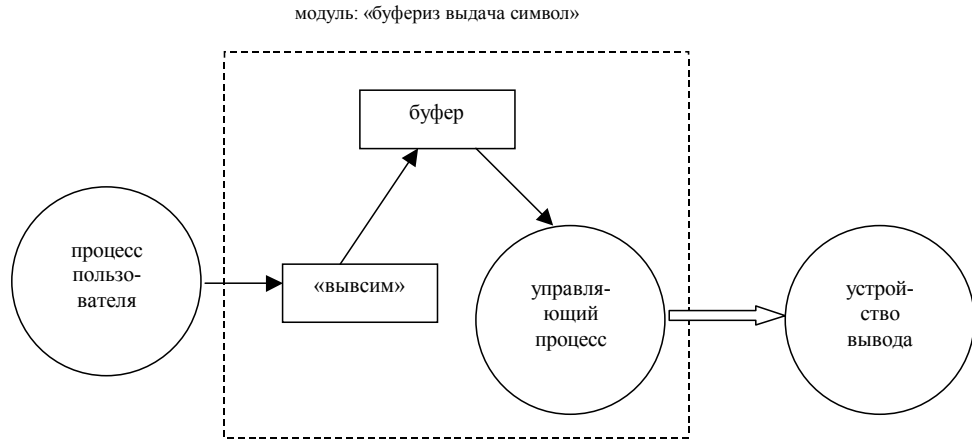 модуль: «буфериз выдача символ»
буфер
процесс
пользо-
вателя
«вывсим»
управля-
ющий
процесс
устрой-
ство
вывода